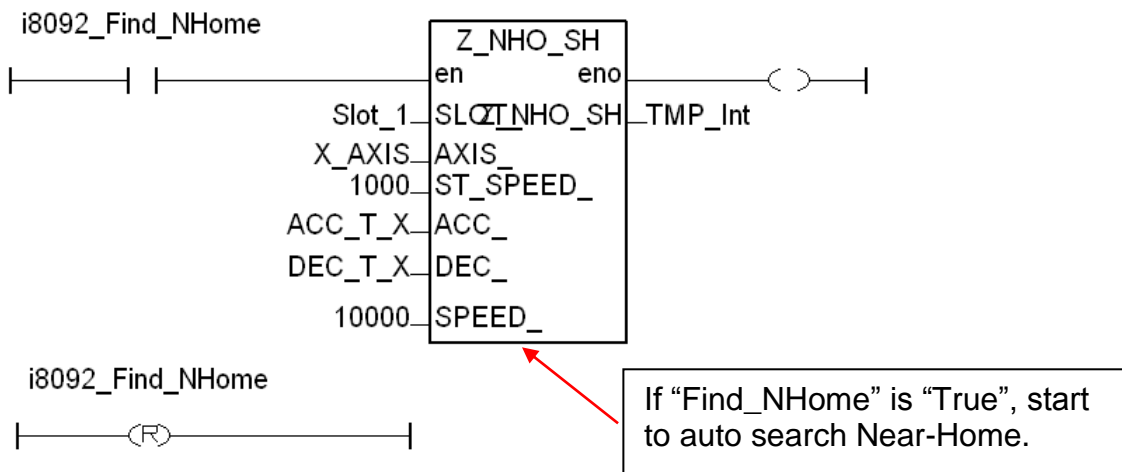 i8092_Find_NHome
Z_NHO_SH
en eno
Slot_1 SLOT_ Z_NHO_SH TMP_Int
X_AXIS AXIS_
1000 ST_SPEED_
ACC_T_X ACC_
DEC_T_X DEC_
10000 SPEED_
i8092_Find_NHome
R
If “Find_NHome” is “True”, start
to auto search Near-Home.